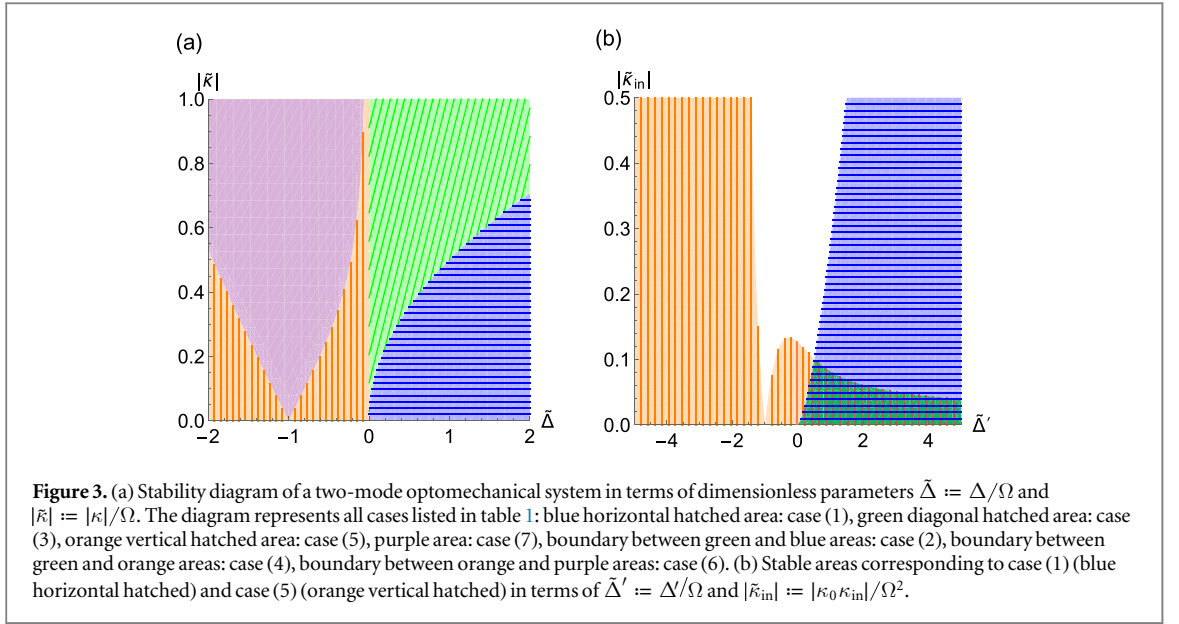 (a)
|κ̃|
1.0
0.8
0.6
0.4
0.2
0.0
−2
−1
0
1
2
Δ̃
(b)
|κ̃in|
0.5
0.4
0.3
0.2
0.1
0.0
−4
−2
0
2
4
Δ̃′
Figure 3. (a) Stability diagram of a two-mode optomechanical system in terms of dimensionless parameters Δ̃ ≔ Δ/Ω and
|κ̃| ≔ |κ|/Ω. The diagram represents all cases listed in table 1: blue horizontal hatched area: case (1), green diagonal hatched area: case
(3), orange vertical hatched area: case (5), purple area: case (7), boundary between green and blue areas: case (2), boundary between
green and orange areas: case (4), boundary between orange and purple areas: case (6). (b) Stable areas corresponding to case (1) (blue
horizontal hatched) and case (5) (orange vertical hatched) in terms of Δ̃′ ≔ Δ′/Ω and |κ̃in| ≔ |κ0κin|/Ω².